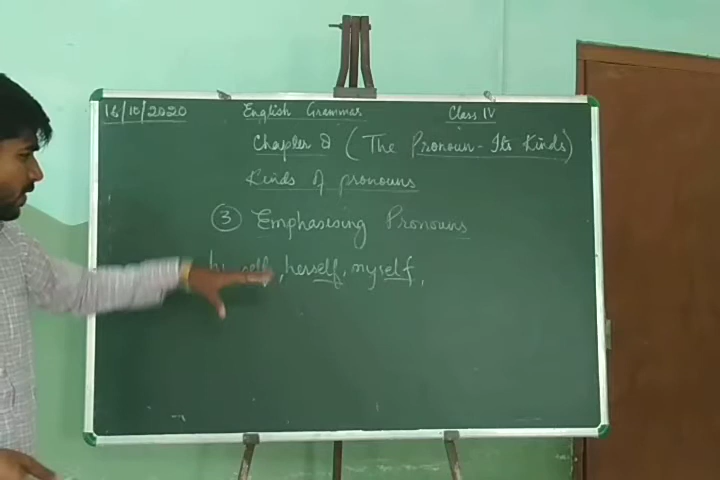 16/10/2020 English Grammar Class IV
Chapter 8 (The Pronoun - Its Kinds)
Kinds of pronouns
③ Emphasising Pronouns
herself, myself,